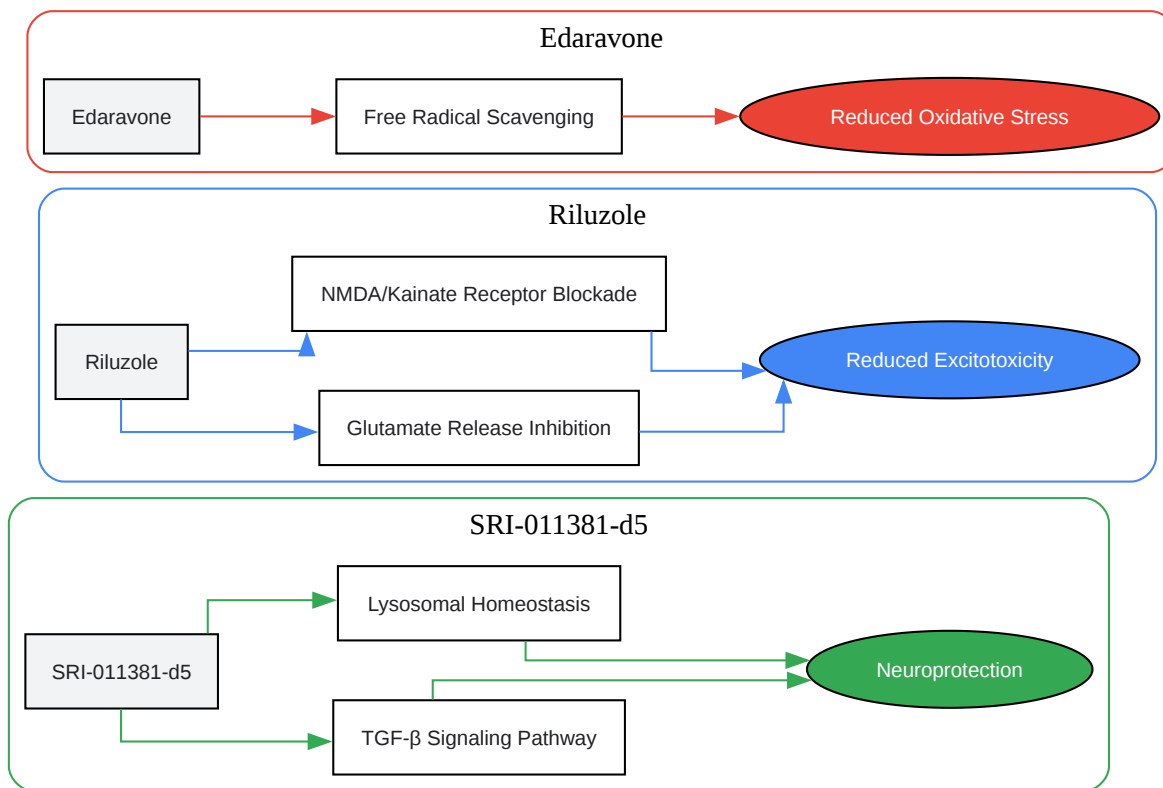 Edaravone
Edaravone
Free Radical Scavenging
Reduced Oxidative Stress
Riluzole
NMDA/Kainate Receptor Blockade
Riluzole
Reduced Excitotoxicity
Glutamate Release Inhibition
SRI-011381-d5
Lysosomal Homeostasis
SRI-011381-d5
Neuroprotection
TGF-β Signaling Pathway